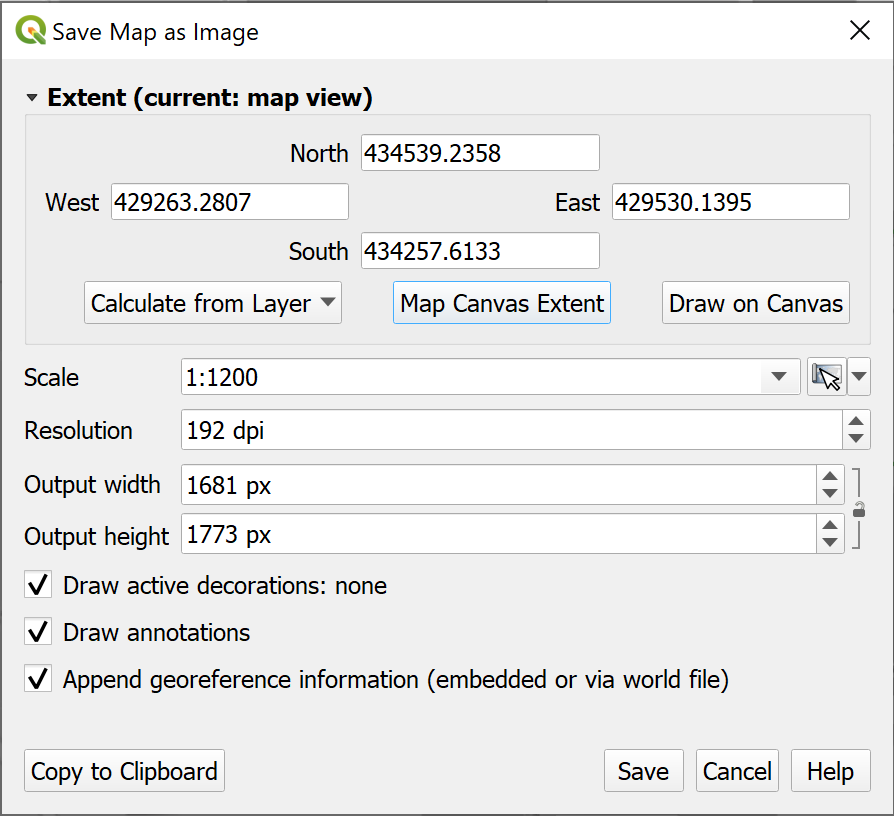 Save Map as Image
Extent (current: map view)
North 434539.2358
West 429263.2807 East 429530.1395
South 434257.6133
Calculate from Layer Map Canvas Extent Draw on Canvas
Scale 1:1200
Resolution 192 dpi
Output width 1681 px
Output height 1773 px
Draw active decorations: none
Draw annotations
Append georeference information (embedded or via world file)
Copy to Clipboard Save Cancel Help